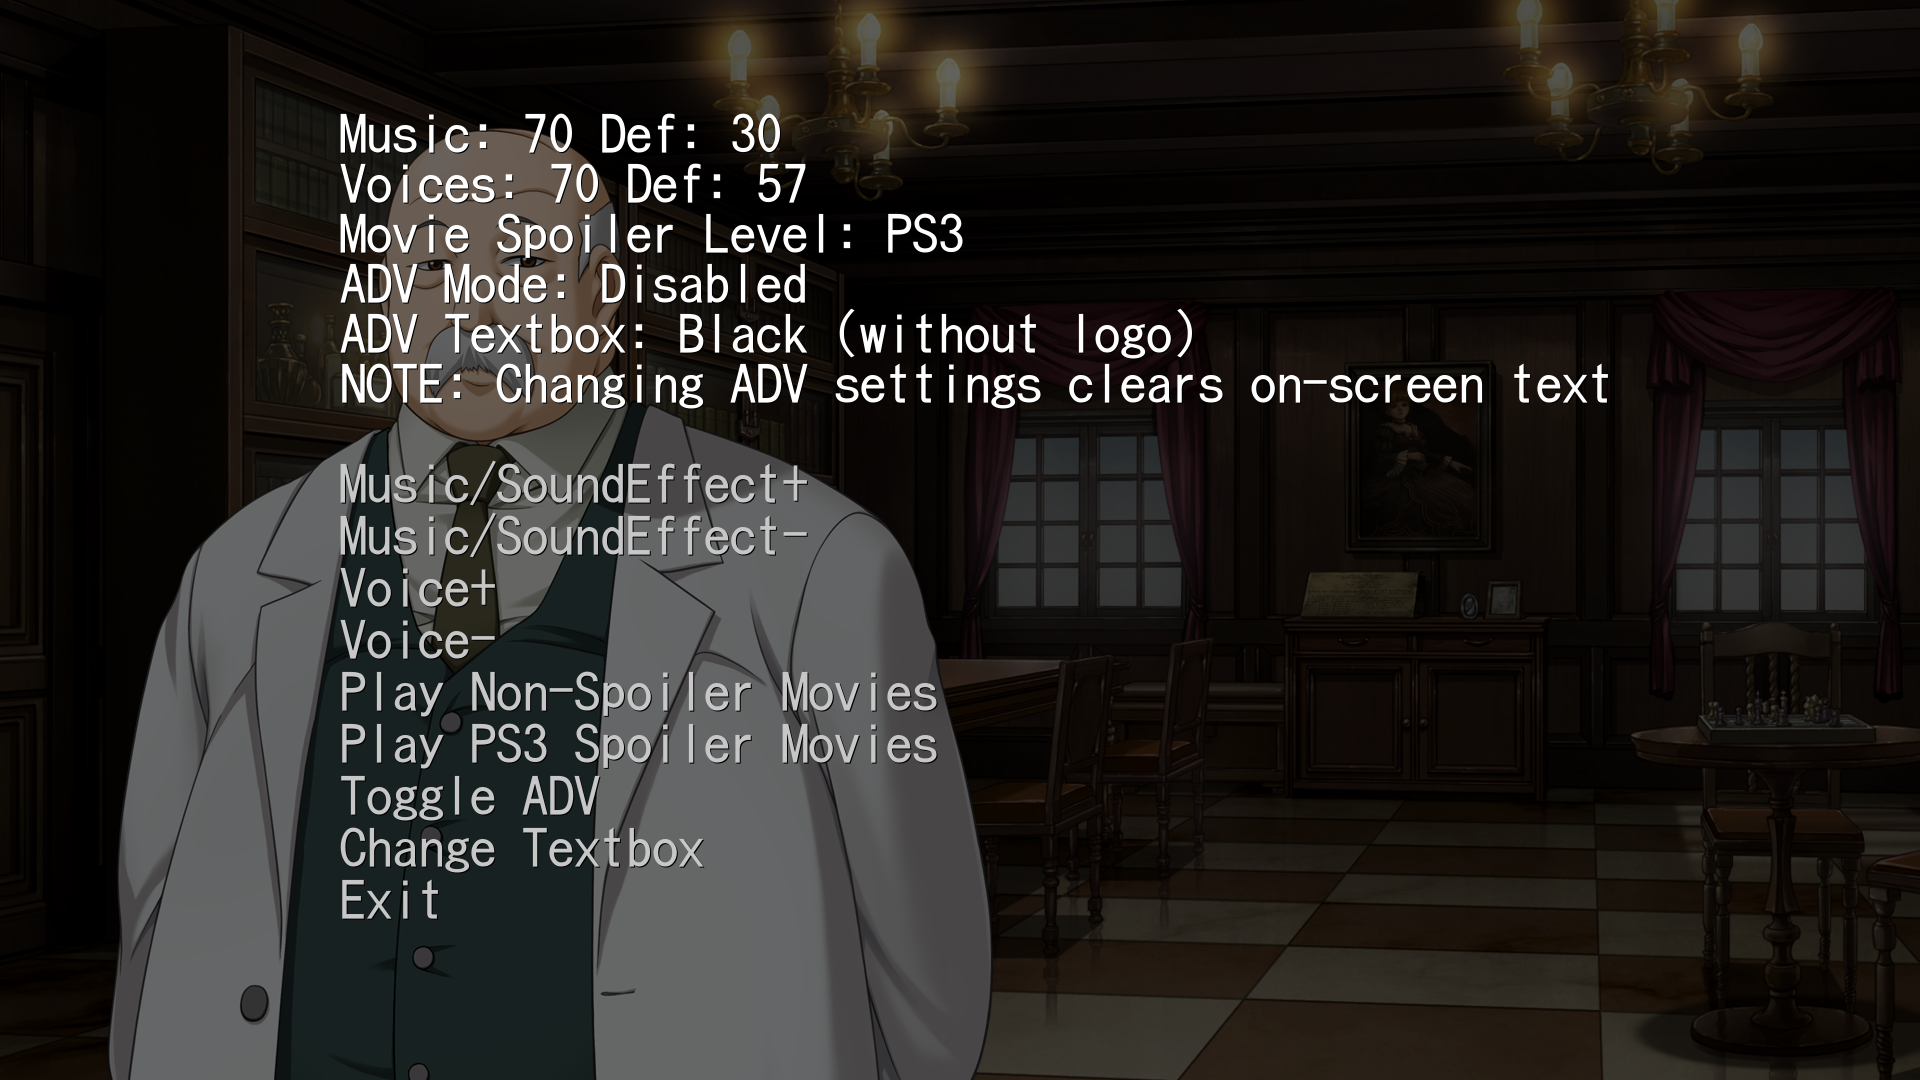 Music: 70 Def: 30
Voices: 70 Def: 57
Movie Spoiler Level: PS3
ADV Mode: Disabled
ADV Textbox: Black (without logo)
NOTE: Changing ADV settings clears on-screen text
Music/SoundEffect+
Music/SoundEffect-
Voice+
Voice-
Play Non-Spoiler Movies
Play PS3 Spoiler Movies
Toggle ADV
Change Textbox
Exit